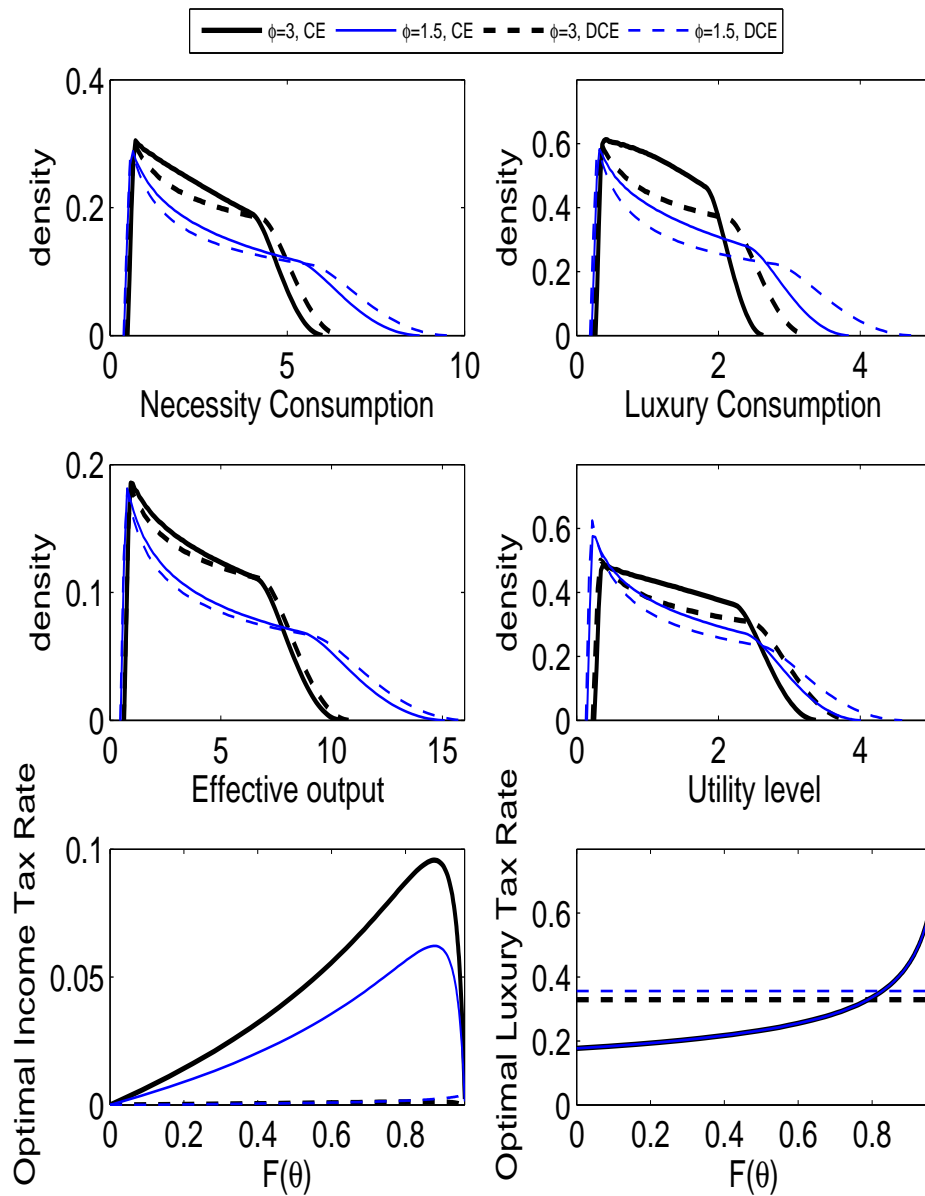 ϕ=3, CE ϕ=1.5, CE ϕ=3, DCE ϕ=1.5, DCE
density
0.4
0.2
0
0 5 10
Necessity Consumption
density
0.6
0.4
0.2
0
0 2 4
Luxury Consumption
density
0.2
0.1
0
0 5 10 15
Effective output
density
0.6
0.4
0.2
0
0 2 4
Utility level
Optimal Income Tax Rate
0.1
0.05
0
0 0.2 0.4 0.6 0.8
F(θ)
Optimal Luxury Tax Rate
0.6
0.4
0.2
0
0 0.2 0.4 0.6 0.8
F(θ)